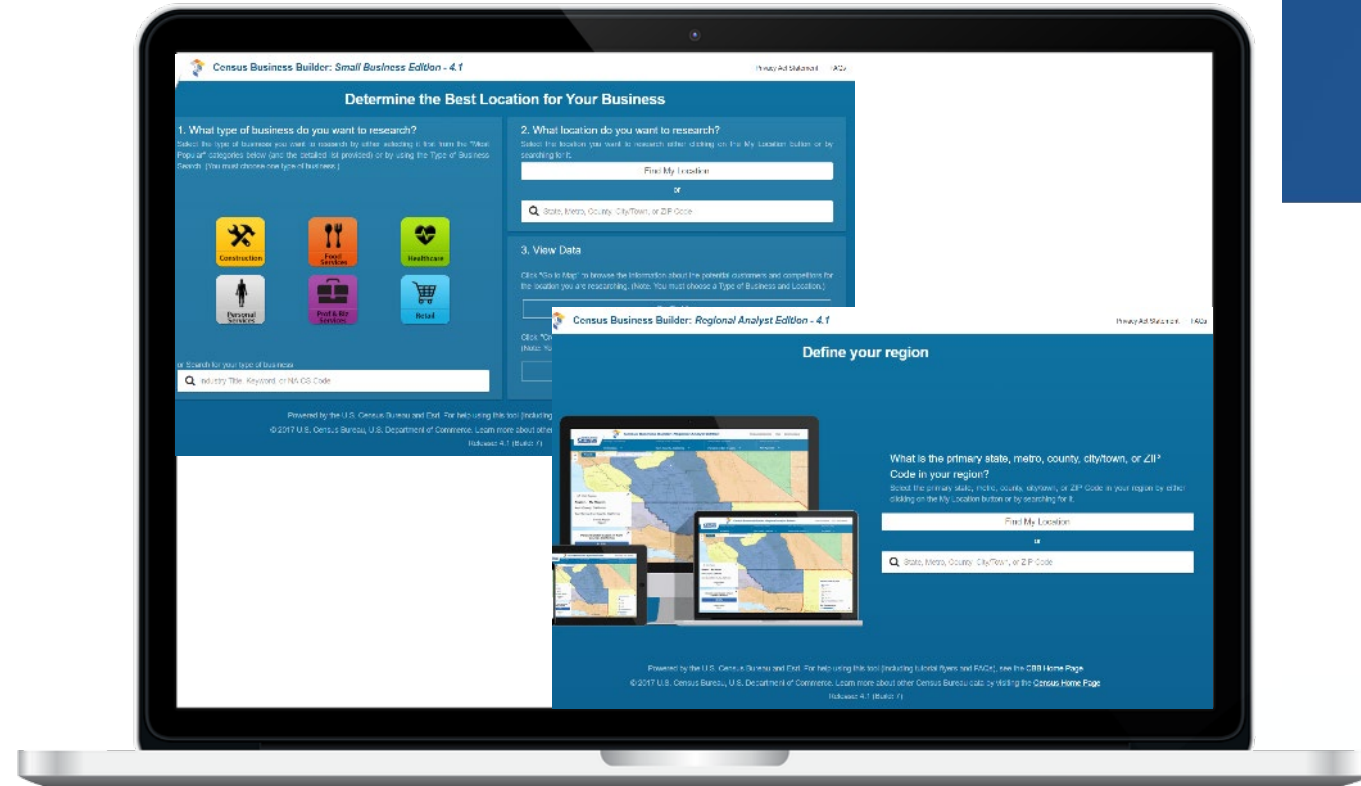 Census Business Builder: Small Business Edition - 4.1
Privacy Act Statement FAQs
Determine the Best Location for Your Business
1. What type of business do you want to research?
Select the type of business you want to research by either selecting it first from the "Most
Popular" categories below (and the detailed list provided) or by using the Type of Business
Search. (You must choose one type of business.)
Construction
Food
Services
Healthcare
Personal
Services
Prof & Biz
Services
Retail
or Search for your type of business
Industry Title, Keyword, or NAICS Code
2. What location do you want to research?
Select the location you want to research either clicking on the My Location button or by
searching for it.
Find My Location
or
State, Metro, County, City/Town, or ZIP Code
3. View Data
Click "Go to Map" to browse the information about the potential customers and competitors for
the location you are researching. (Note: You must choose a Type of Business and Location.)
Powered by the U.S. Census Bureau and Esri. For help using this tool (including
© 2017 U.S. Census Bureau, U.S. Department of Commerce. Learn more about other
Release: 4.1 (Build: 7)
Census Business Builder: Regional Analyst Edition - 4.1
Privacy Act Statement FAQs
Define your region
What is the primary state, metro, county, city/town, or ZIP
Code in your region?
Select the primary state, metro, county, city/town, or ZIP Code in your region by either
clicking on the My Location button or by searching for it.
Find My Location
or
State, Metro, County, City/Town, or ZIP Code
Powered by the U.S. Census Bureau and Esri. For help using this tool (including tutorial flyers and FAQs), see the CBB Home Page
© 2017 U.S. Census Bureau, U.S. Department of Commerce. Learn more about other Census Bureau data by visiting the Census Home Page
Release: 4.1 (Build: 7)